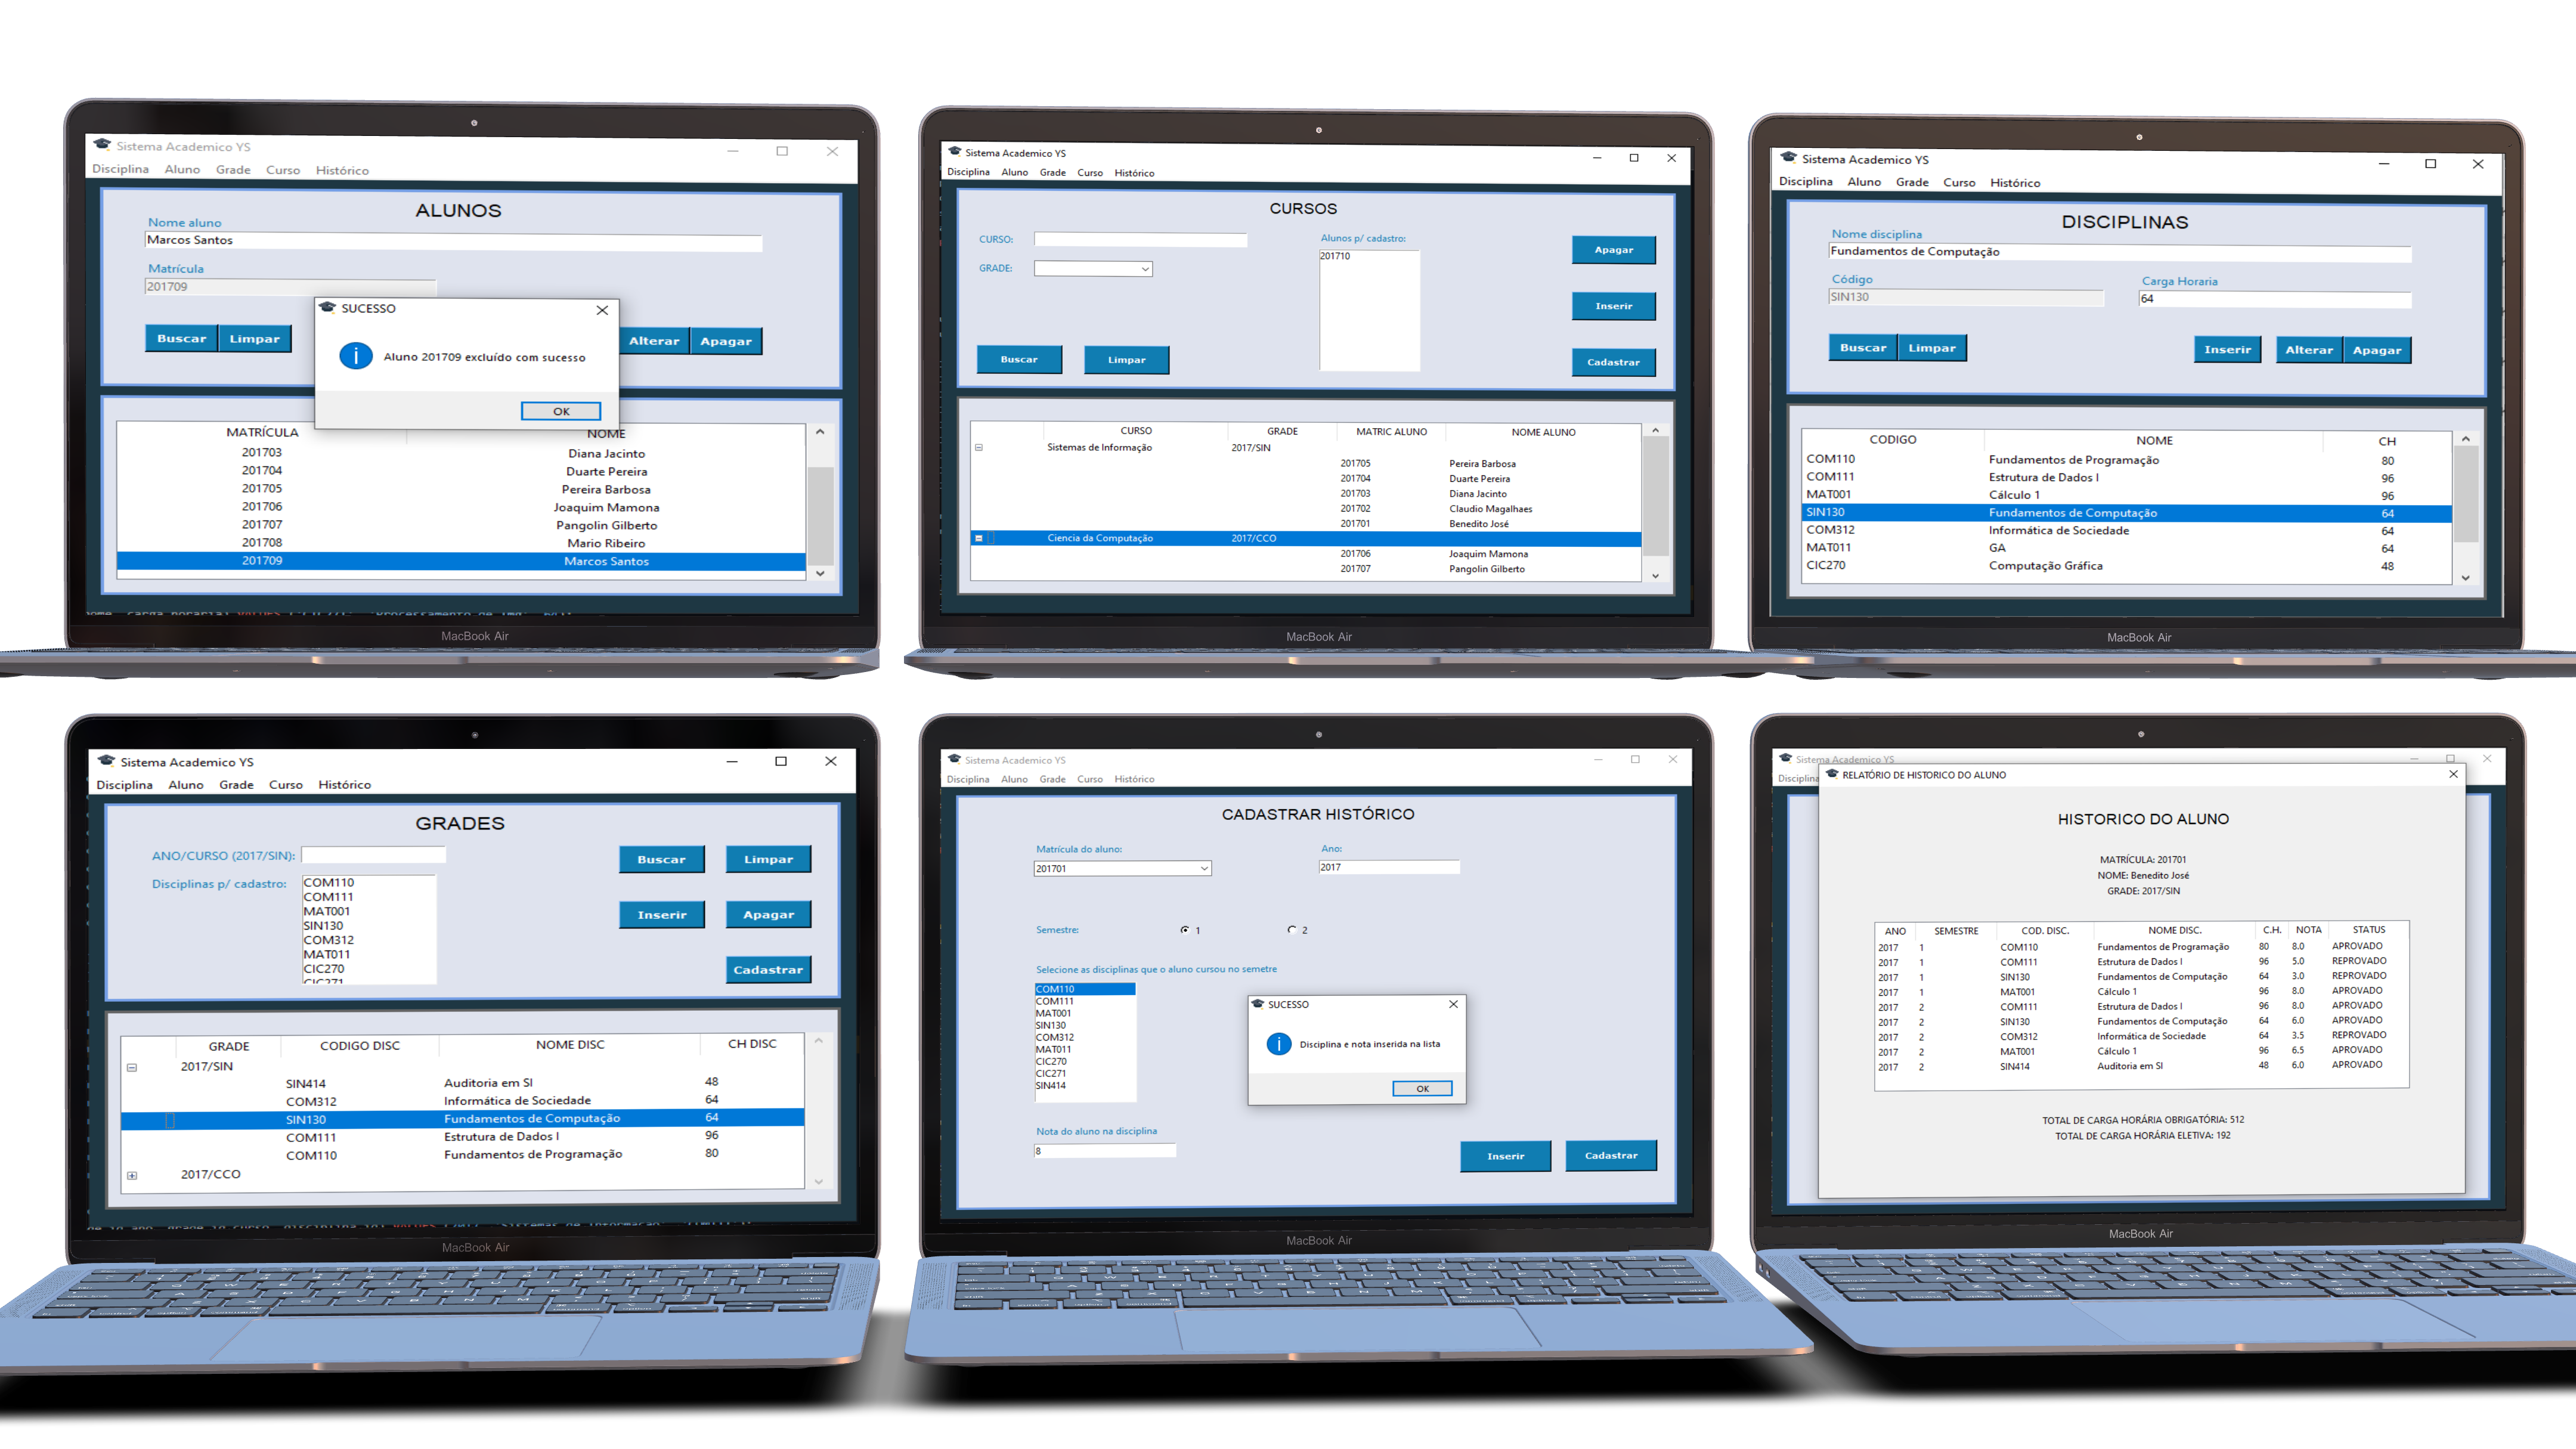 Sistema Academico YS
Disciplina Aluno Grade Curso Histórico
ALUNOS
Nome aluno
Marcos Santos
Matrícula
201709
Buscar Limpar Alterar Apagar
SUCESSO
Aluno 201709 excluído com sucesso
OK
MATRÍCULA NOME
201703 Diana Jacinto
201704 Duarte Pereira
201705 Pereira Barbosa
201706 Joaquim Mamona
201707 Pangolin Gilberto
201708 Mario Ribeiro
201709 Marcos Santos
MacBook Air
Sistema Academico YS
Disciplina Aluno Grade Curso Histórico
CURSOS
CURSO: Alunos p/ cadastro:
201710
GRADE:
Apagar
Inserir
Buscar Limpar Cadastrar
CURSO GRADE MATRIC ALUNO NOME ALUNO
Sistemas de Informação 2017/SIN
201705 Pereira Barbosa
201704 Duarte Pereira
201703 Diana Jacinto
201702 Claudio Magalhaes
201701 Benedito José
Ciencia da Computação 2017/CCO
201706 Joaquim Mamona
201707 Pangolin Gilberto
MacBook Air
Sistema Academico YS
Disciplina Aluno Grade Curso Histórico
DISCIPLINAS
Nome disciplina
Fundamentos de Computação
Código Carga Horaria
SIN130 64
Buscar Limpar Inserir Alterar Apagar
CODIGO NOME CH
COM110 Fundamentos de Programação 80
COM111 Estrutura de Dados I 96
MAT001 Cálculo 1 96
SIN130 Fundamentos de Computação 64
COM312 Informática de Sociedade 64
MAT011 GA 64
CIC270 Computação Gráfica 48
MacBook Air
Sistema Academico YS
Disciplina Aluno Grade Curso Histórico
GRADES
ANO/CURSO (2017/SIN): Buscar Limpar
Disciplinas p/ cadastro: COM110
COM111
MAT001
SIN130
COM312
MAT011
CIC270
CIC271
Inserir Apagar
Cadastrar
GRADE CODIGO DISC NOME DISC CH DISC
2017/SIN
SIN414 Auditoria em SI 48
COM312 Informática de Sociedade 64
SIN130 Fundamentos de Computação 64
COM111 Estrutura de Dados I 96
COM110 Fundamentos de Programação 80
2017/CCO
MacBook Air
Sistema Academico YS
Disciplina Aluno Grade Curso Histórico
CADASTRAR HISTÓRICO
Matrícula do aluno: Ano:
201701 2017
Semestre: 1 2
Selecione as disciplinas que o aluno cursou no semetre
COM110
COM111
MAT001
SIN130
COM312
MAT011
CIC270
CIC271
SIN414
SUCESSO
Disciplina e nota inserida na lista
OK
Nota do aluno na disciplina
8
Inserir Cadastrar
MacBook Air
Sistema Academico YS
Disciplina
RELATÓRIO DE HISTORICO DO ALUNO
HISTORICO DO ALUNO
MATRÍCULA: 201701
NOME: Benedito José
GRADE: 2017/SIN
ANO SEMESTRE COD. DISC. NOME DISC. C.H. NOTA STATUS
2017 1 COM110 Fundamentos de Programação 80 8.0 APROVADO
2017 1 COM111 Estrutura de Dados I 96 5.0 REPROVADO
2017 1 SIN130 Fundamentos de Computação 64 3.0 REPROVADO
2017 1 MAT001 Cálculo 1 96 8.0 APROVADO
2017 2 COM111 Estrutura de Dados I 96 8.0 APROVADO
2017 2 SIN130 Fundamentos de Computação 64 6.0 APROVADO
2017 2 COM312 Informática de Sociedade 64 3.5 REPROVADO
2017 2 MAT001 Cálculo 1 96 6.5 APROVADO
2017 2 SIN414 Auditoria em SI 48 6.0 APROVADO
TOTAL DE CARGA HORÁRIA OBRIGATÓRIA: 512
TOTAL DE CARGA HORÁRIA ELETIVA: 192
MacBook Air